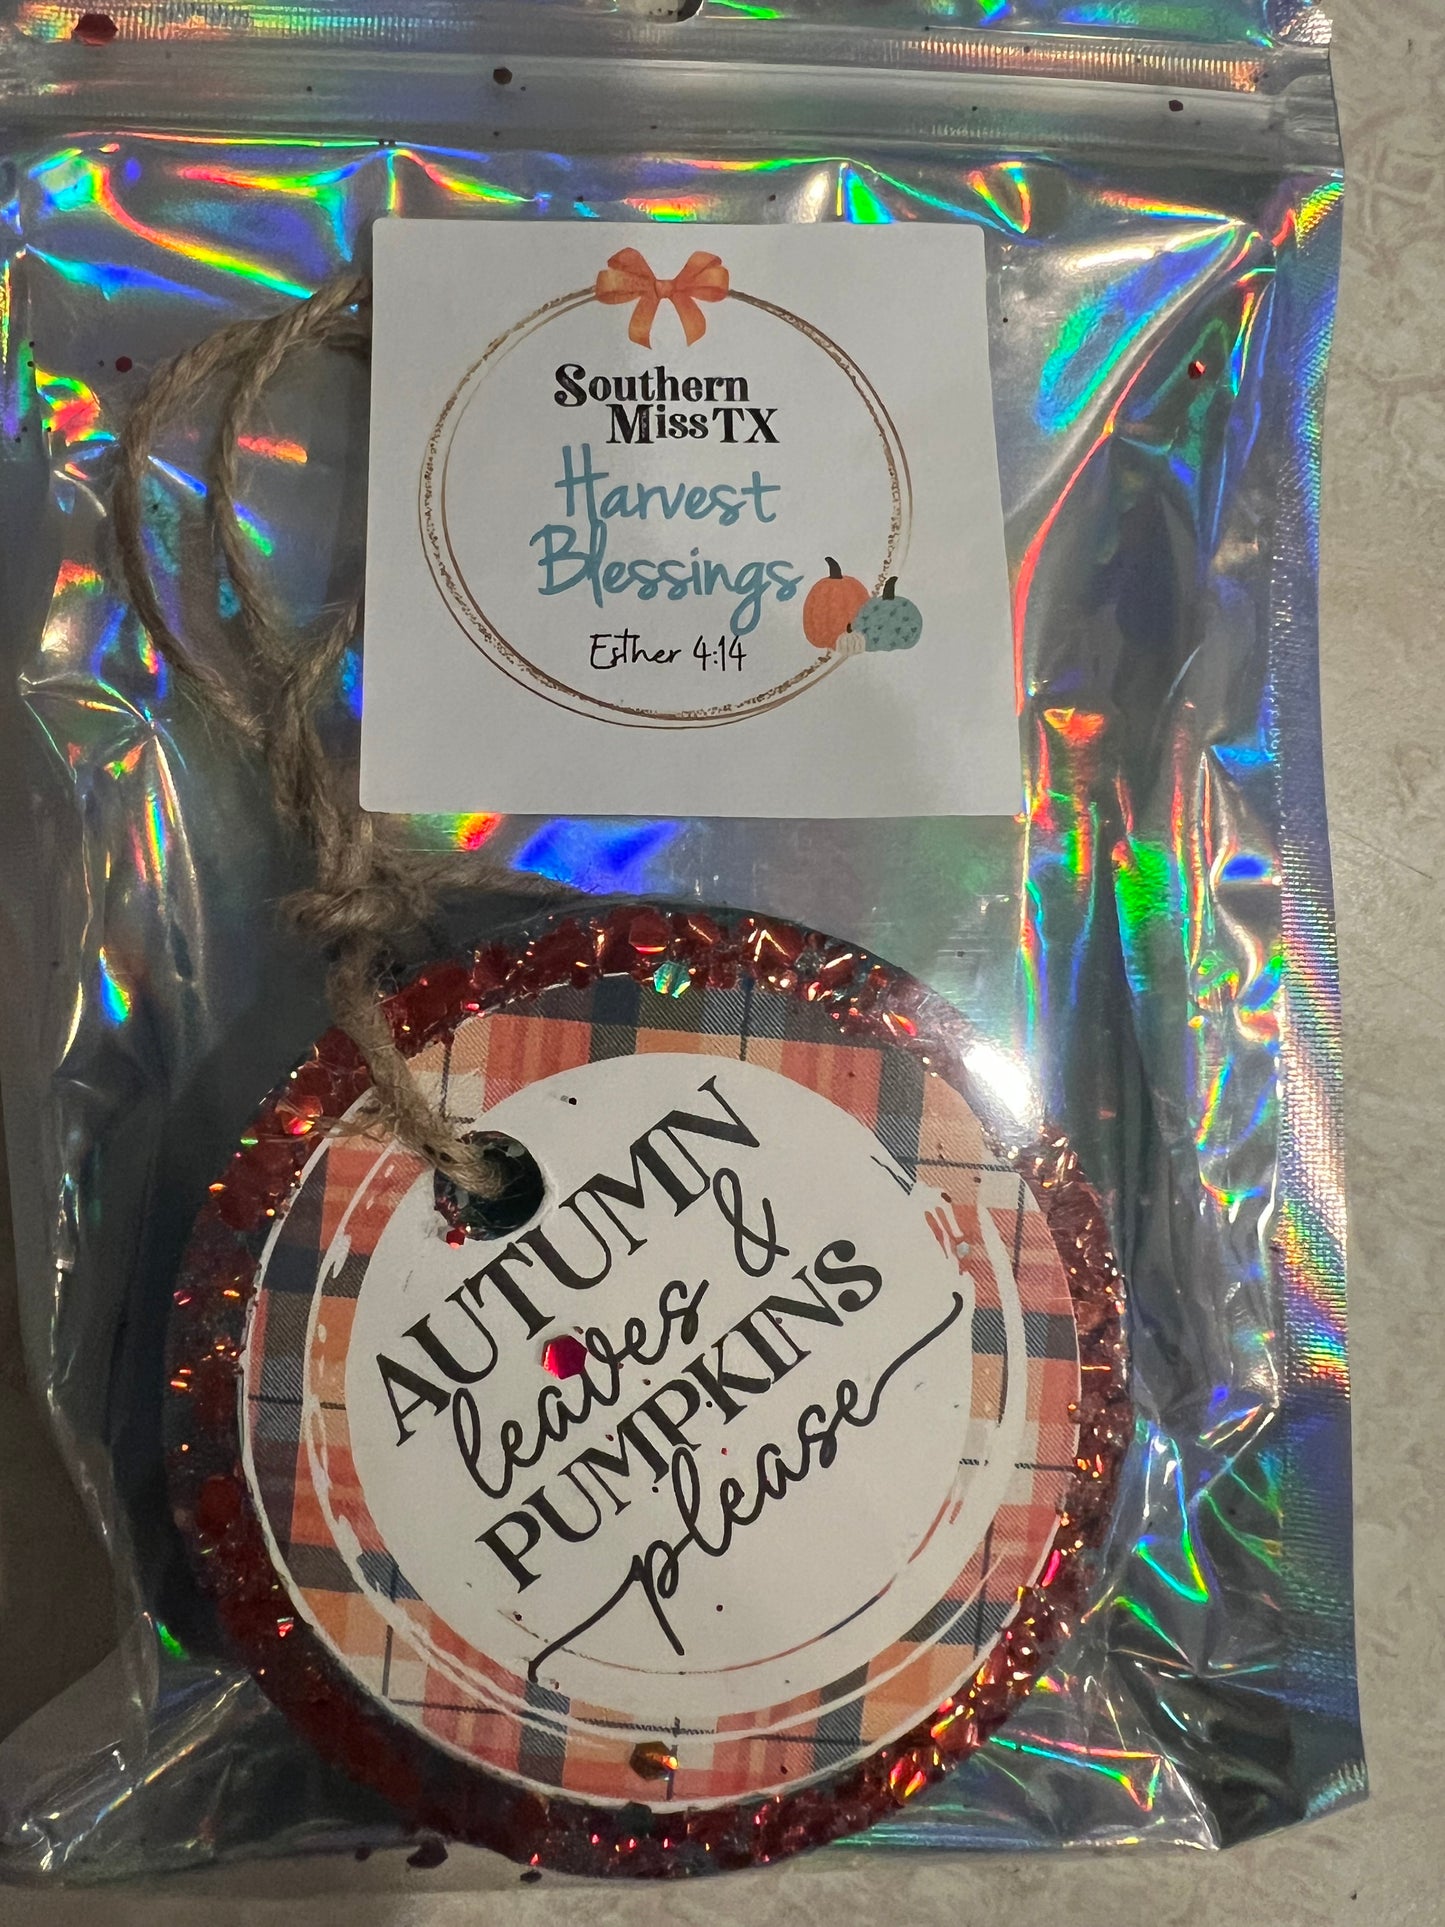 Southern
Miss TX
Harvest
Blessings
Esther 4:14
AUTUMN
leaves &
PUMPKINS
please